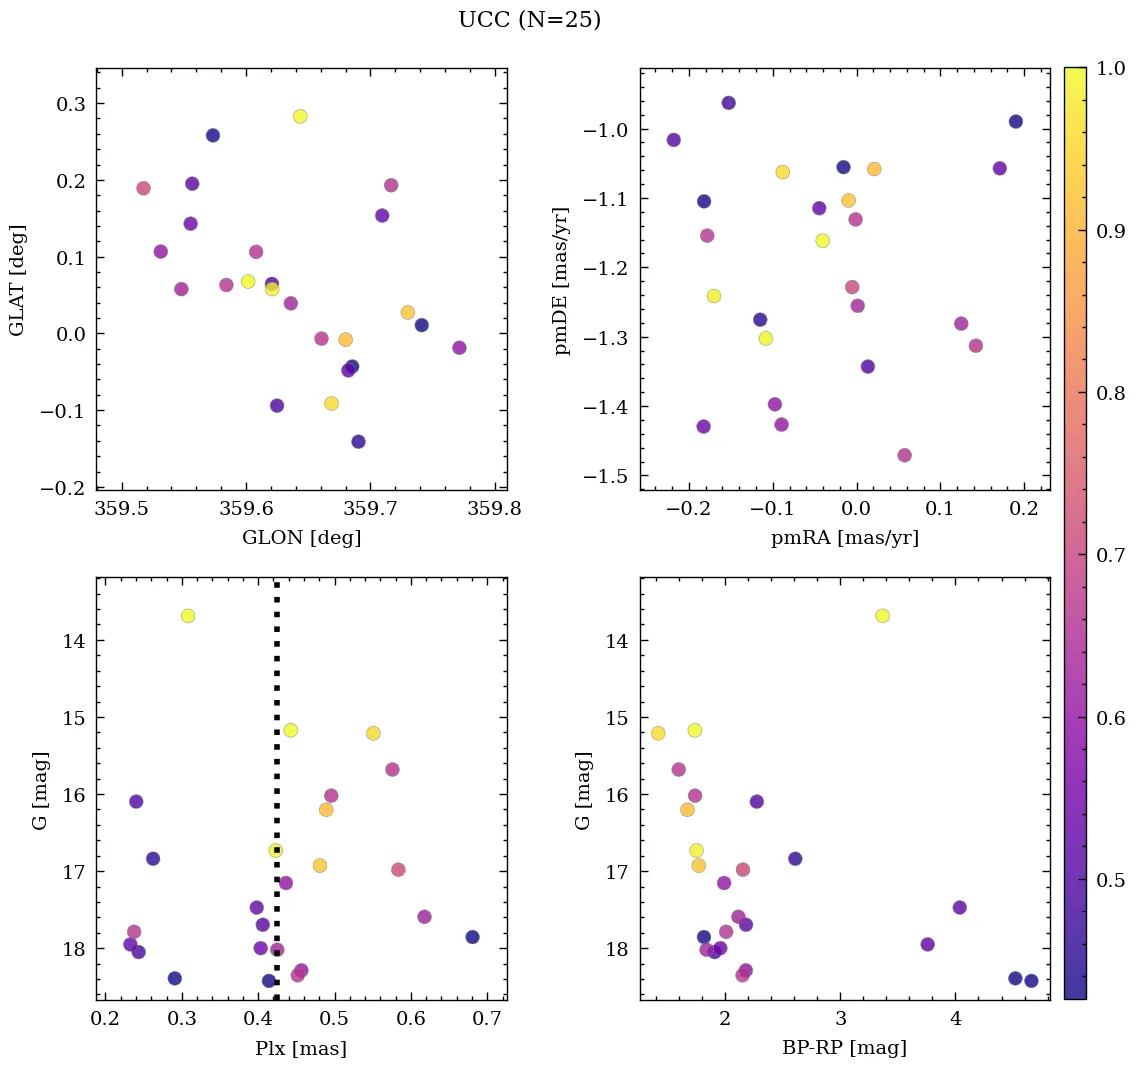 UCC (N=25)
0.3
0.2
0.1
0.0
−0.1
−0.2
GLAT [deg]
359.5 359.6 359.7 359.8
GLON [deg]
−1.0
−1.1
−1.2
−1.3
−1.4
−1.5
pmDE [mas/yr]
−0.2 −0.1 0.0 0.1 0.2
pmRA [mas/yr]
14
15
16
17
18
G [mag]
0.2 0.3 0.4 0.5 0.6 0.7
Plx [mas]
14
15
16
17
18
G [mag]
2 3 4
BP-RP [mag]
1.0
0.9
0.8
0.7
0.6
0.5